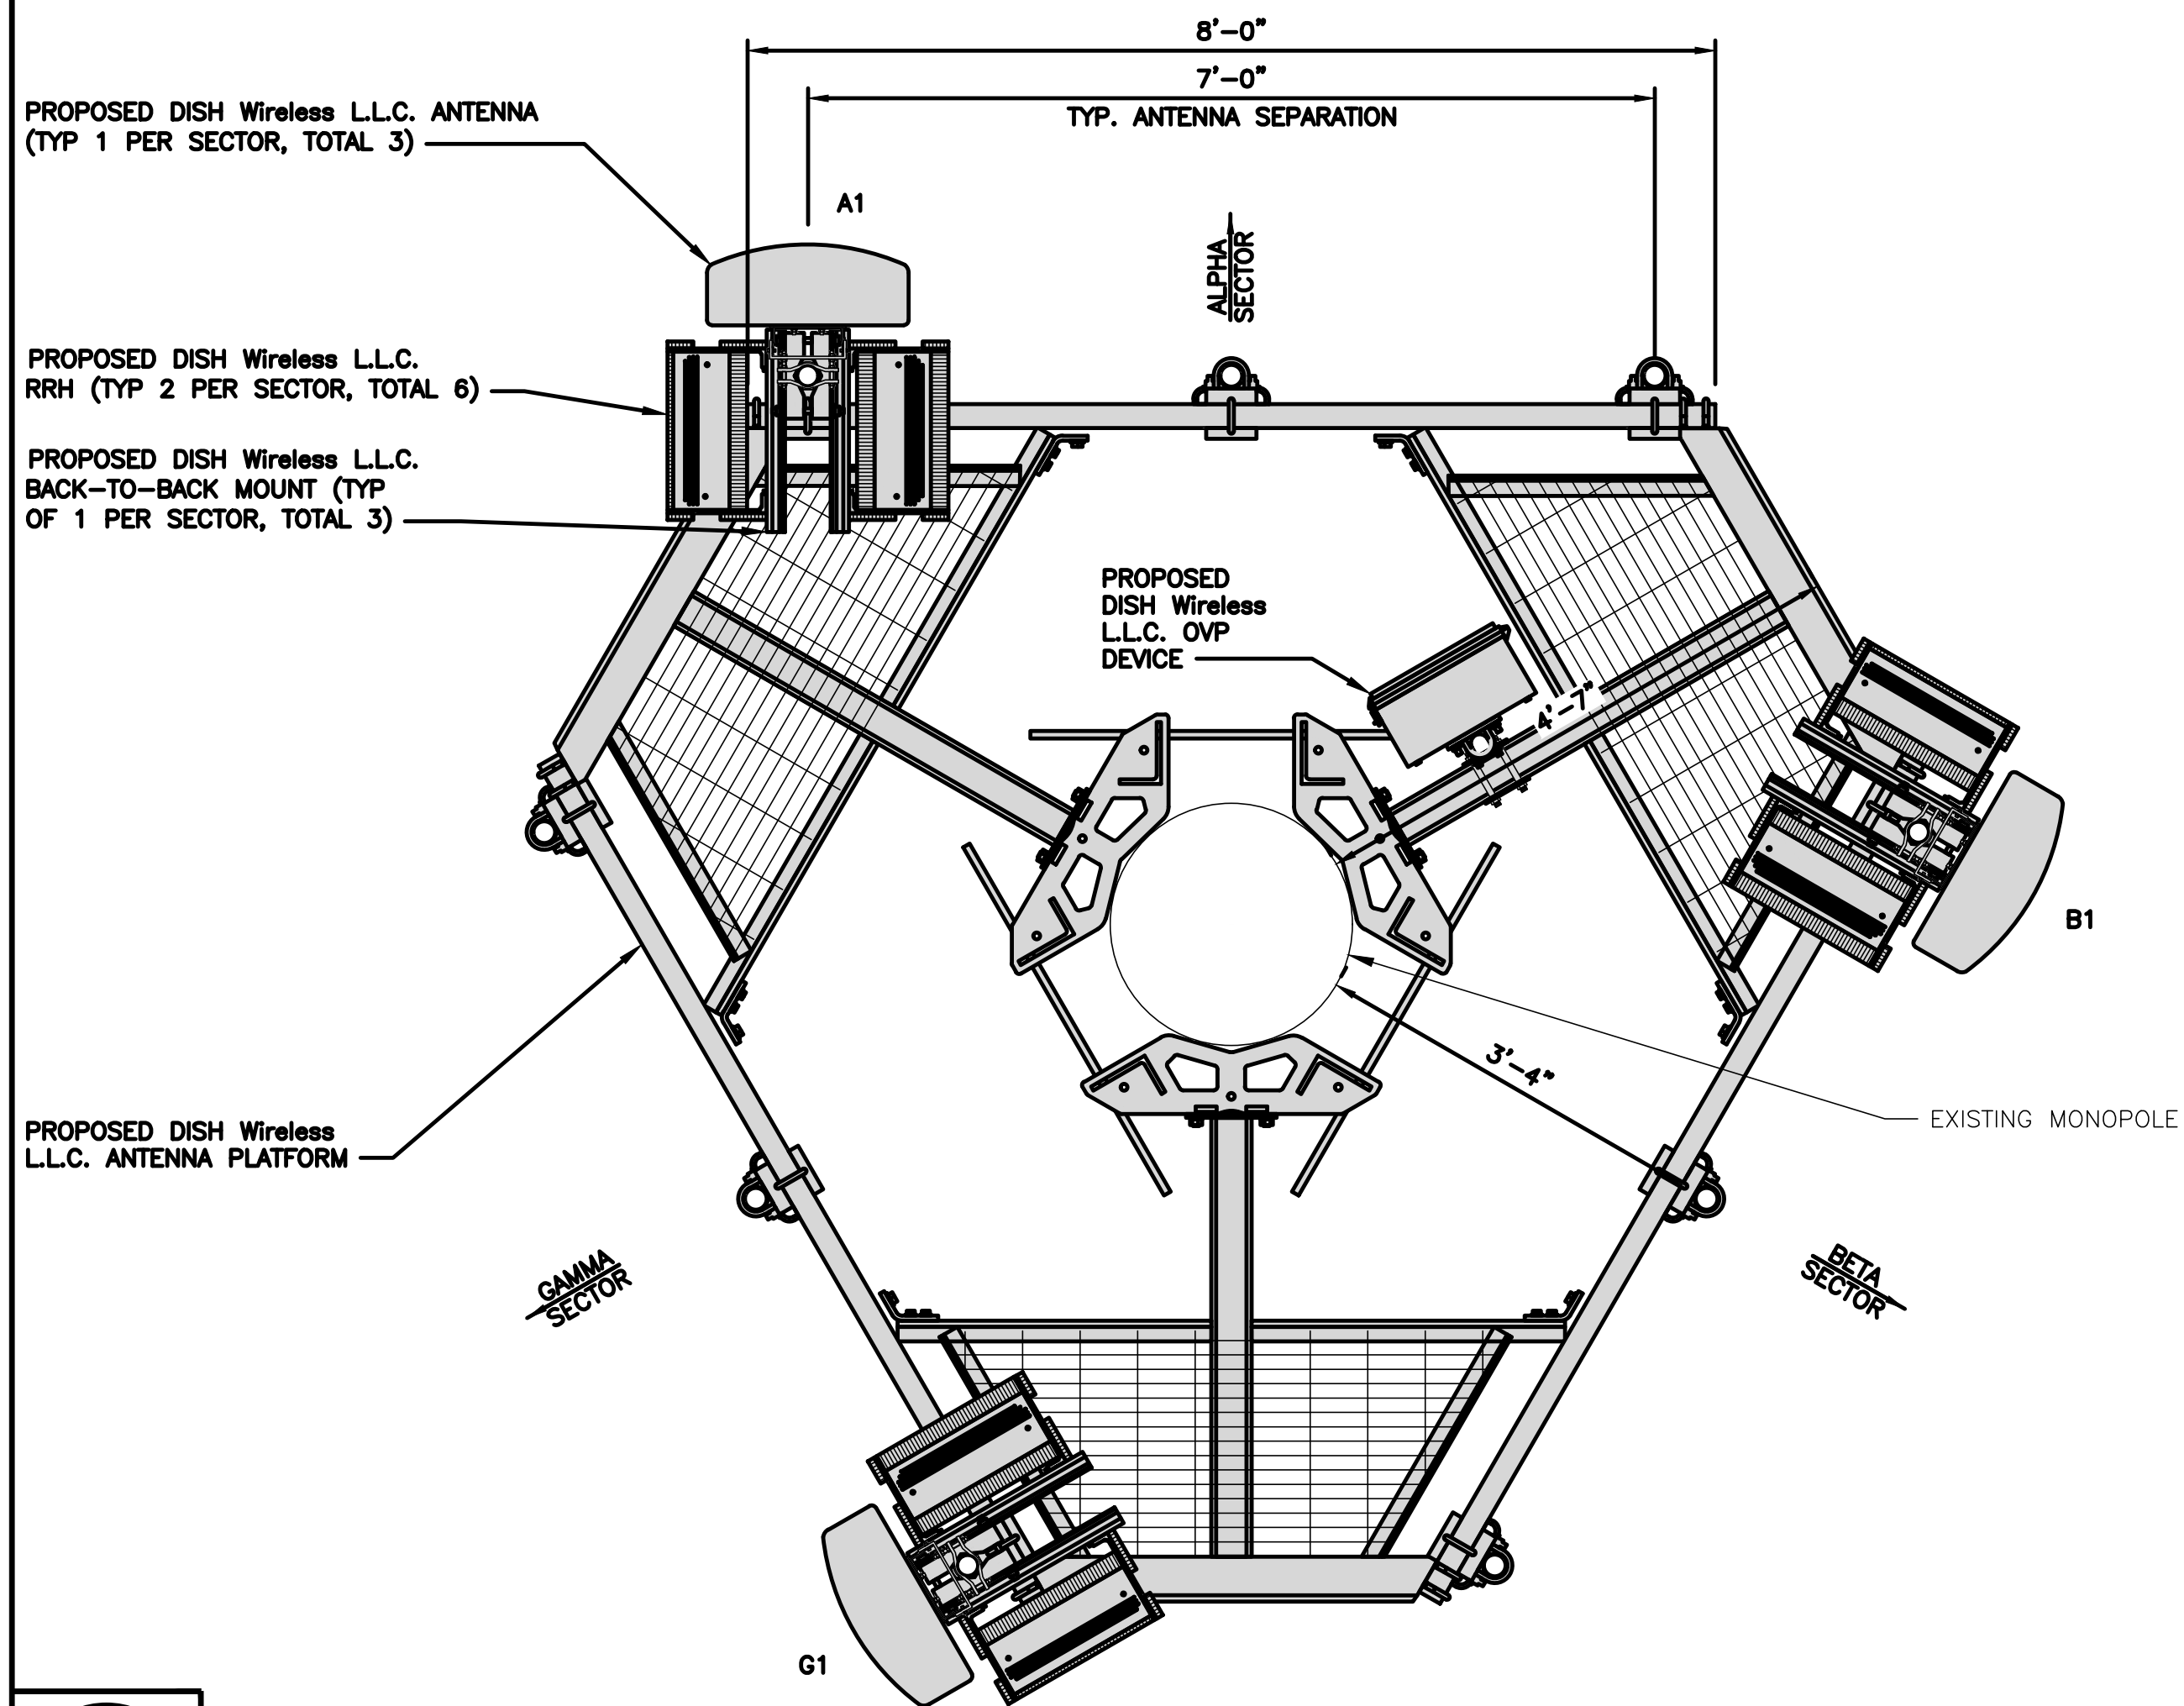 8'-0"
7'-0"
TYP. ANTENNA SEPARATION
PROPOSED DISH Wireless L.L.C. ANTENNA
(TYP 1 PER SECTOR, TOTAL 3)
A1
ALPHA
SECTOR
PROPOSED DISH Wireless L.L.C.
RRH (TYP 2 PER SECTOR, TOTAL 6)
PROPOSED DISH Wireless L.L.C.
BACK-TO-BACK MOUNT (TYP
OF 1 PER SECTOR, TOTAL 3)
PROPOSED
DISH Wireless
L.L.C. OVP
DEVICE
4'-7"
B1
3'-4"
EXISTING MONOPOLE
PROPOSED DISH Wireless
L.L.C. ANTENNA PLATFORM
GAMMA
SECTOR
BETA
SECTOR
G1